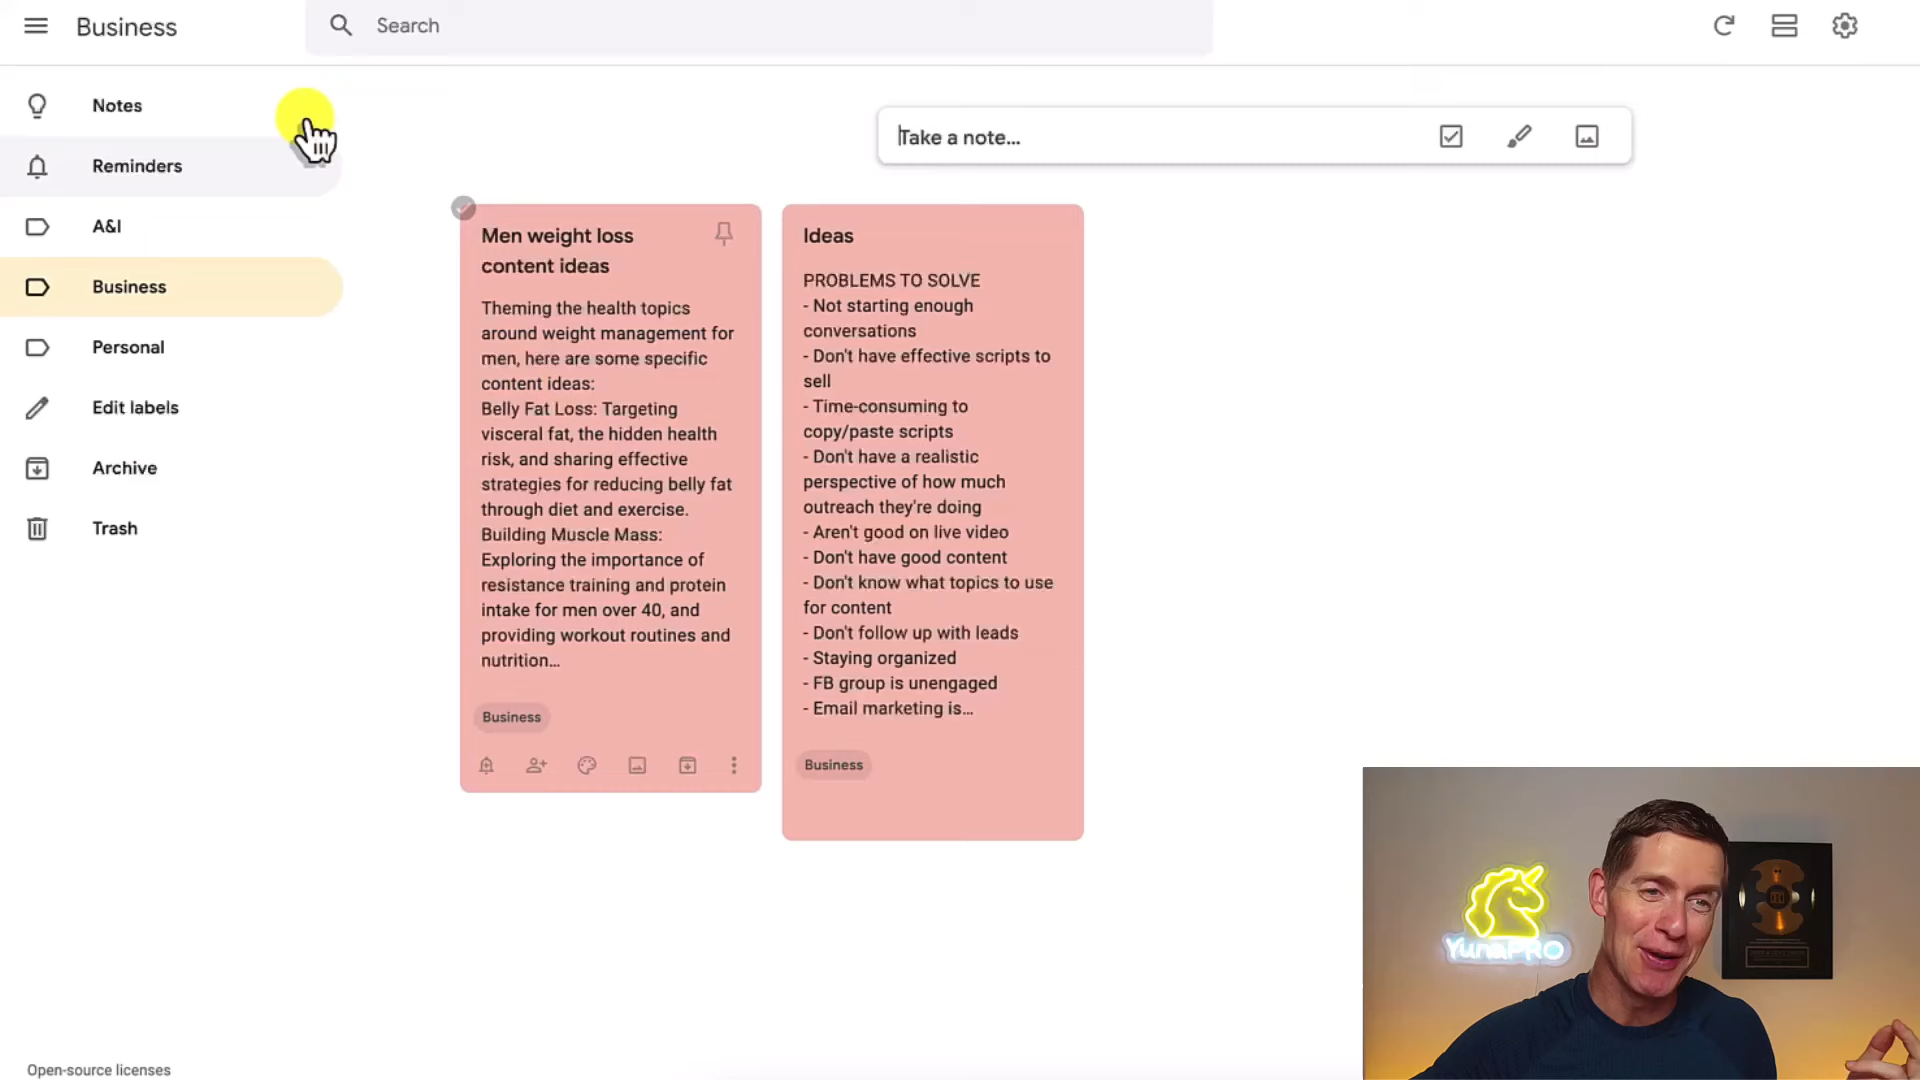 Business
Search
Notes
Reminders
A&I
Business
Personal
Edit labels
Archive
Trash
Take a note...
Men weight loss
content ideas
Theming the health topics
around weight management for
men, here are some specific
content ideas:
Belly Fat Loss: Targeting
visceral fat, the hidden health
risk, and sharing effective
strategies for reducing belly fat
through diet and exercise.
Building Muscle Mass:
Exploring the importance of
resistance training and protein
intake for men over 40, and
providing workout routines and
nutrition...
Business
Ideas
PROBLEMS TO SOLVE
- Not starting enough
conversations
- Don't have effective scripts to
sell
- Time-consuming to
copy/paste scripts
- Don't have a realistic
perspective of how much
outreach they're doing
- Aren't good on live video
- Don't have good content
- Don't know what topics to use
for content
- Don't follow up with leads
- Staying organized
- FB group is unengaged
- Email marketing is...
Business
YunaPRO
Open-source licenses